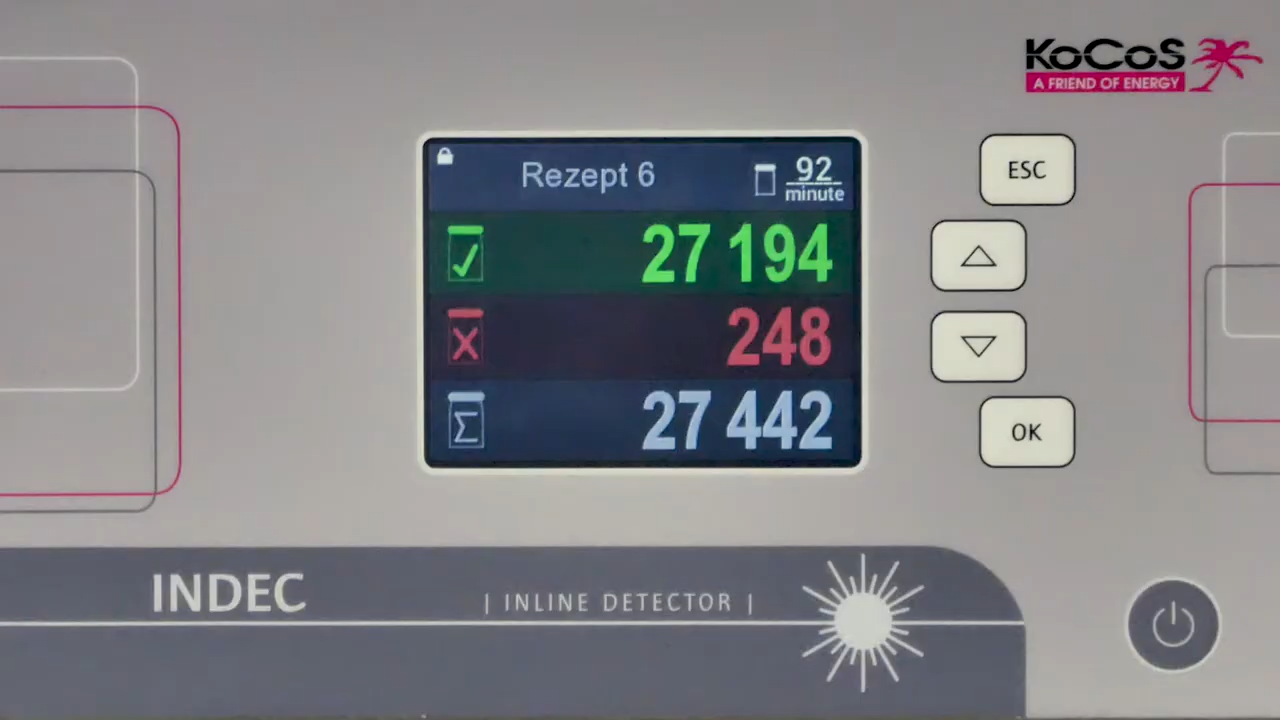 KoCoS
A FRIEND OF ENERGY
Rezept 6
92
minute
27 194
248
Σ
27 442
ESC
OK
INDEC
| INLINE DETECTOR |